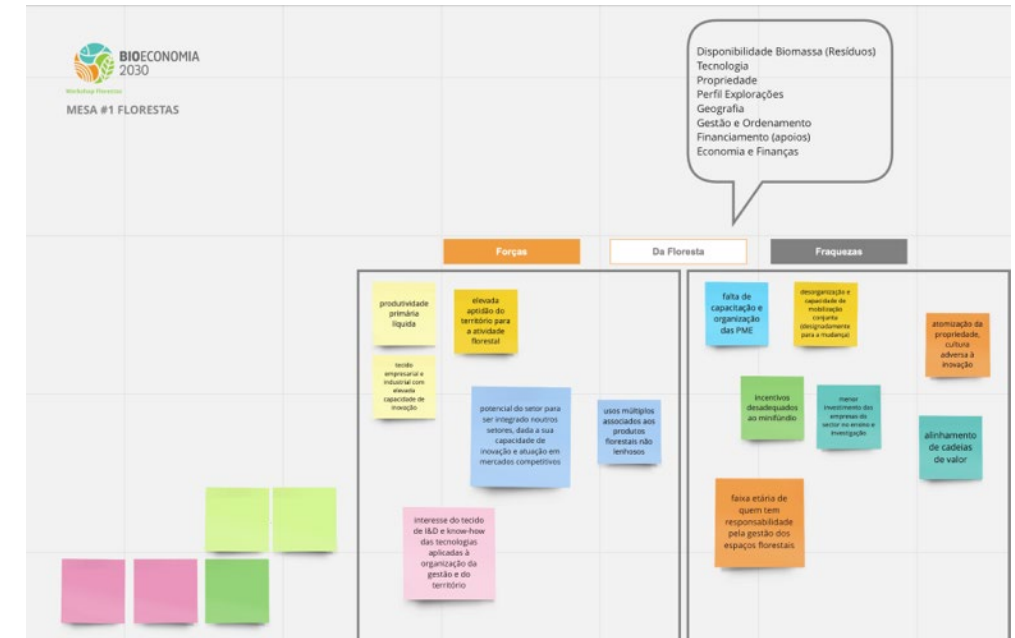 BIOECONOMIA
2030
Workshop Florestas
MESA #1 FLORESTAS
Disponibilidade Biomassa (Resíduos)
Tecnologia
Propriedade
Perfil Explorações
Geografia
Gestão e Ordenamento
Financiamento (apoios)
Economia e Finanças
Forças
Da Floresta
Fraquezas
produtividade
primária
líquida
elevada
aptidão do
território para
a atividade
florestal
tecido
empresarial e
industrial com
elevada
capacidade de
inovação
potencial do setor para
ser integrado noutros
setores, dada a sua
capacidade de
inovação e atuação em
mercados competitivos
usos múltiplos
associados aos
produtos
florestais não
lenhosos
interesse do tecido
de I&D e know-how
das tecnologias
aplicadas à
organização da
gestão e do
território
falta de
capacitação e
organização
das PME
desorganização e
capacidade de
mobilização
conjunta
(designadamente
para a mudança)
atomização da
propriedade,
cultura
adversa à
inovação
incentivos
desadequados
ao minifúndio
menor
investimento das
empresas do
sector no ensino e
investigação
alinhamento
de cadeias
de valor
faixa etária de
quem tem
responsabilidade
pela gestão dos
espaços florestais